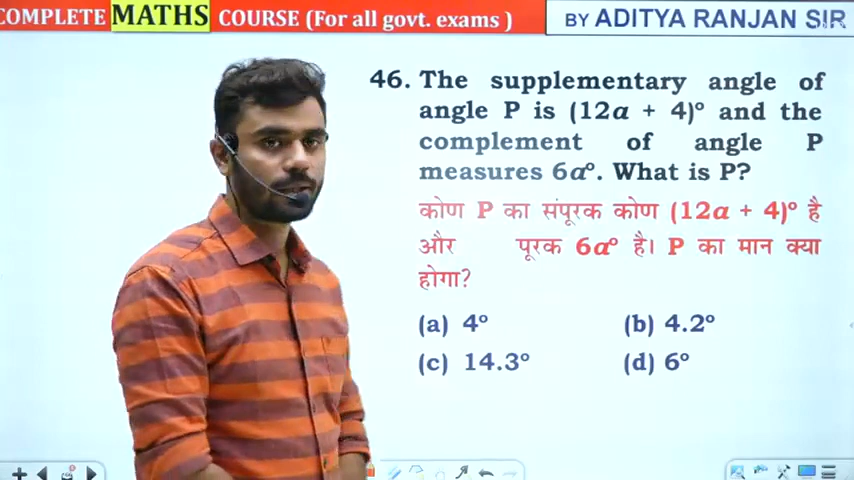 COMPLETE MATHS COURSE (For all govt. exams ) BY ADITYA RANJAN SIR
46. The supplementary angle of
angle P is (12a + 4)° and the
complement of angle P
measures 6a°. What is P?
कोण P का संपूरक कोण (12a + 4)° है
और पूरक 6a° है। P का मान क्या
होगा?
(a) 4° (b) 4.2°
(c) 14.3° (d) 6°